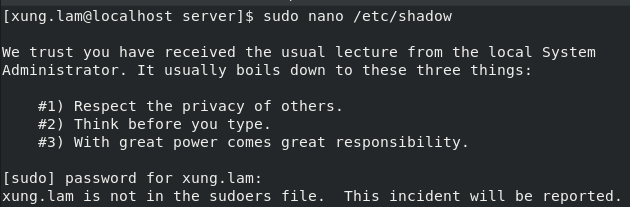 [xung.lam@localhost server]$ sudo nano /etc/shadow
We trust you have received the usual lecture from the local System
Administrator. It usually boils down to these three things:
#1) Respect the privacy of others.
#2) Think before you type.
#3) With great power comes great responsibility.
[sudo] password for xung.lam:
xung.lam is not in the sudoers file.  This incident will be reported.